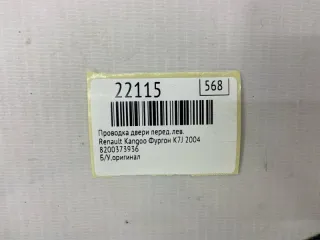 22115 568
Проводка двери перед. лев.
Renault Kangoo Фургон K7J 2004
8200373936
Б/У.оригинал